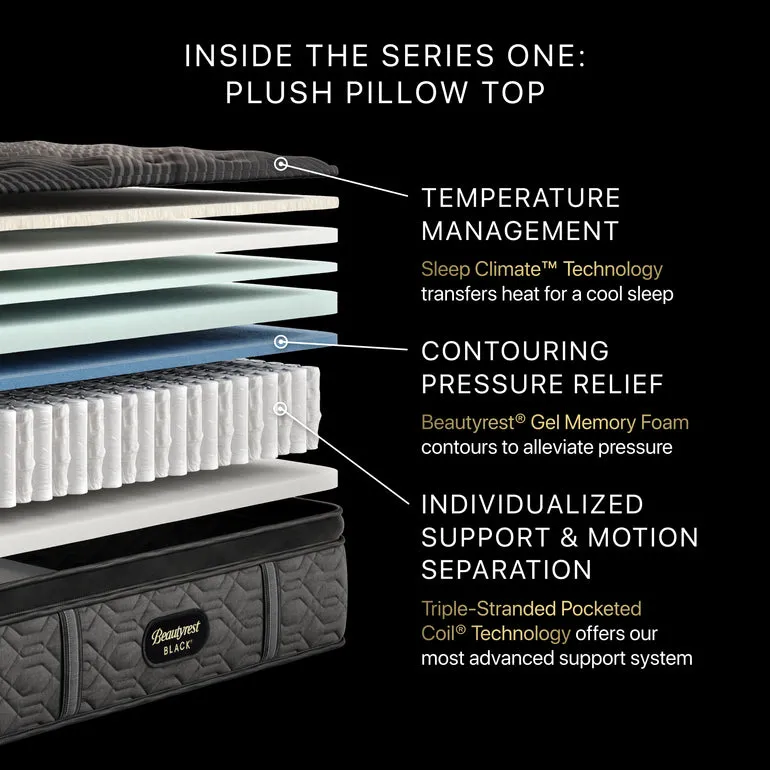 INSIDE THE SERIES ONE:
PLUSH PILLOW TOP
TEMPERATURE
MANAGEMENT
Sleep Climate™ Technology
transfers heat for a cool sleep
CONTOURING
PRESSURE RELIEF
Beautyrest® Gel Memory Foam
contours to alleviate pressure
INDIVIDUALIZED
SUPPORT & MOTION
SEPARATION
Triple-Stranded Pocketed
Coil® Technology offers our
most advanced support system
Beautyrest
BLACK®